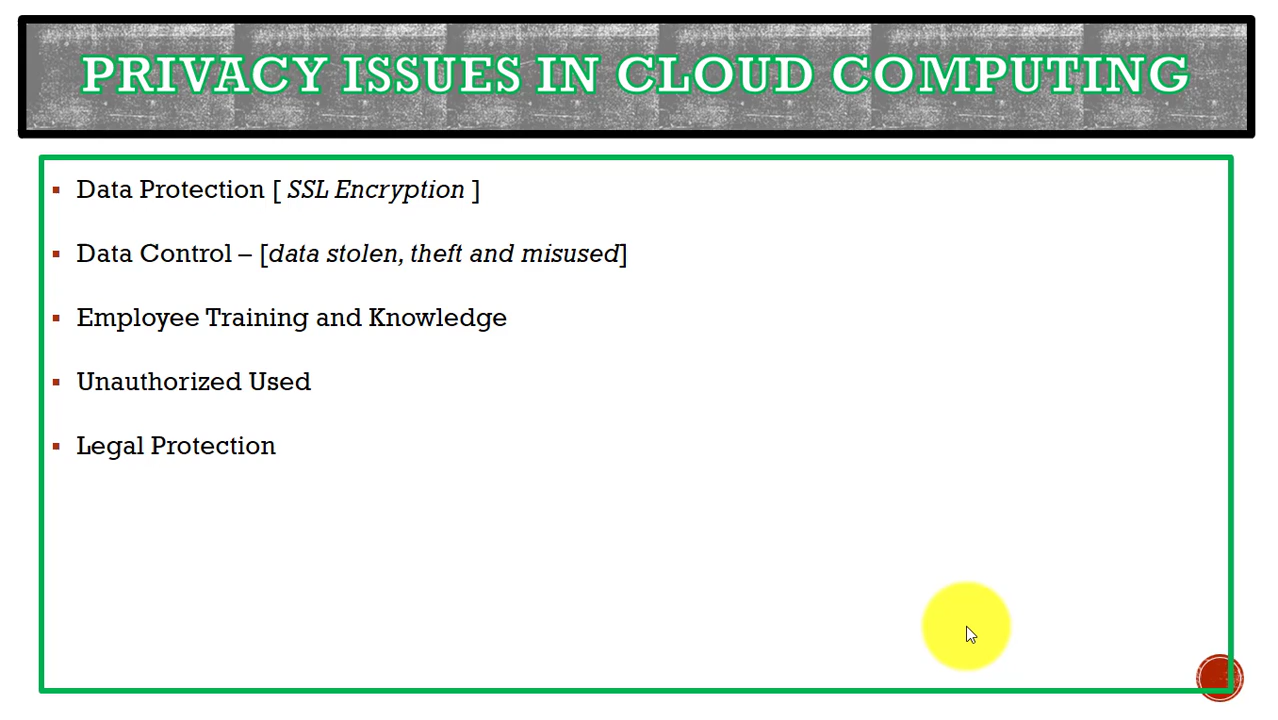 PRIVACY ISSUES IN CLOUD COMPUTING
▪ Data Protection [ SSL Encryption ]
▪ Data Control – [data stolen, theft and misused]
▪ Employee Training and Knowledge
▪ Unauthorized Used
▪ Legal Protection